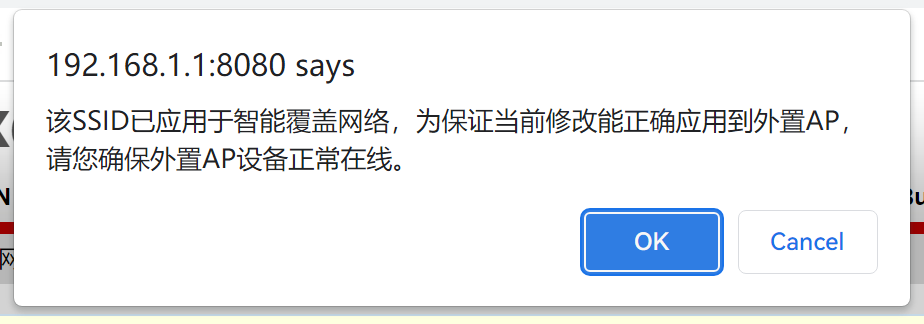 192.168.1.1:8080 says
该SSID已应用于智能覆盖网络，为保证当前修改能正确应用到外置AP，
请您确保外置AP设备正常在线。
OK
Cancel
N
Bu
网